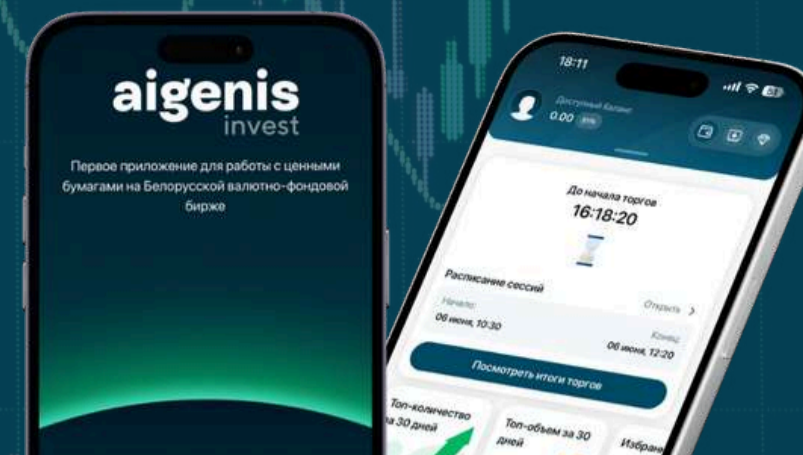 aigenis
invest
Первое приложение для работы с ценными
бумагами на Белорусской валютно-фондовой
бирже
18:11
51
Доступный баланс
0.00 BYN
До начала торгов
16:18:20
Расписание сессий
Открыть >
Начало:
06 июня, 10:30
Конец:
06 июня, 12:20
Посмотреть итоги торгов
Топ-количество
за 30 дней
Топ-объем за 30
дней